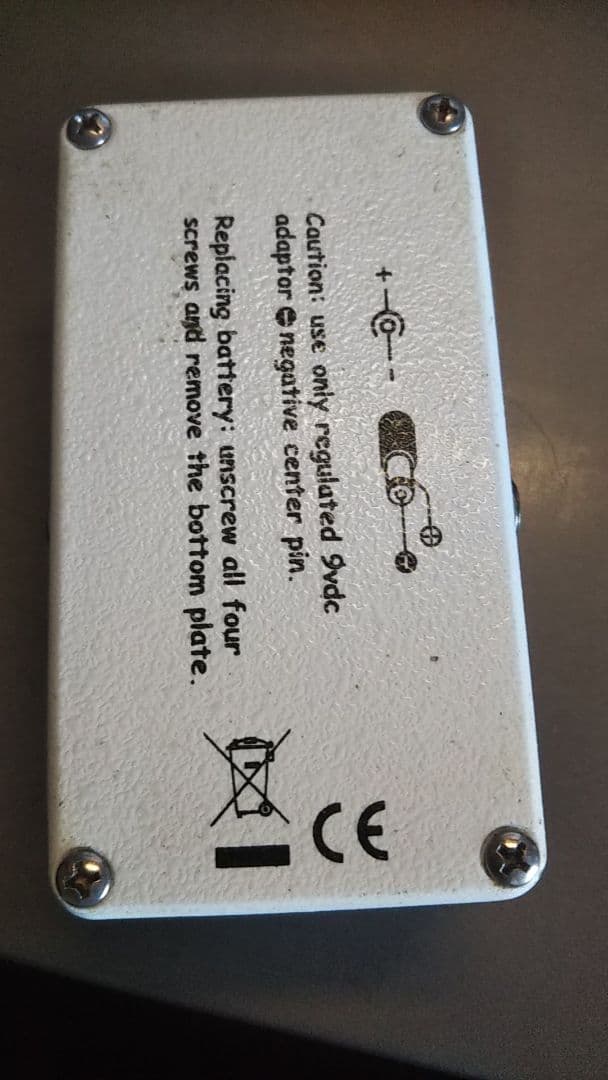 + -
Caution: use only regulated 9vdc
adaptor ⊖ negative center pin.
Replacing battery: unscrew all four
screws and remove the bottom plate.
CE